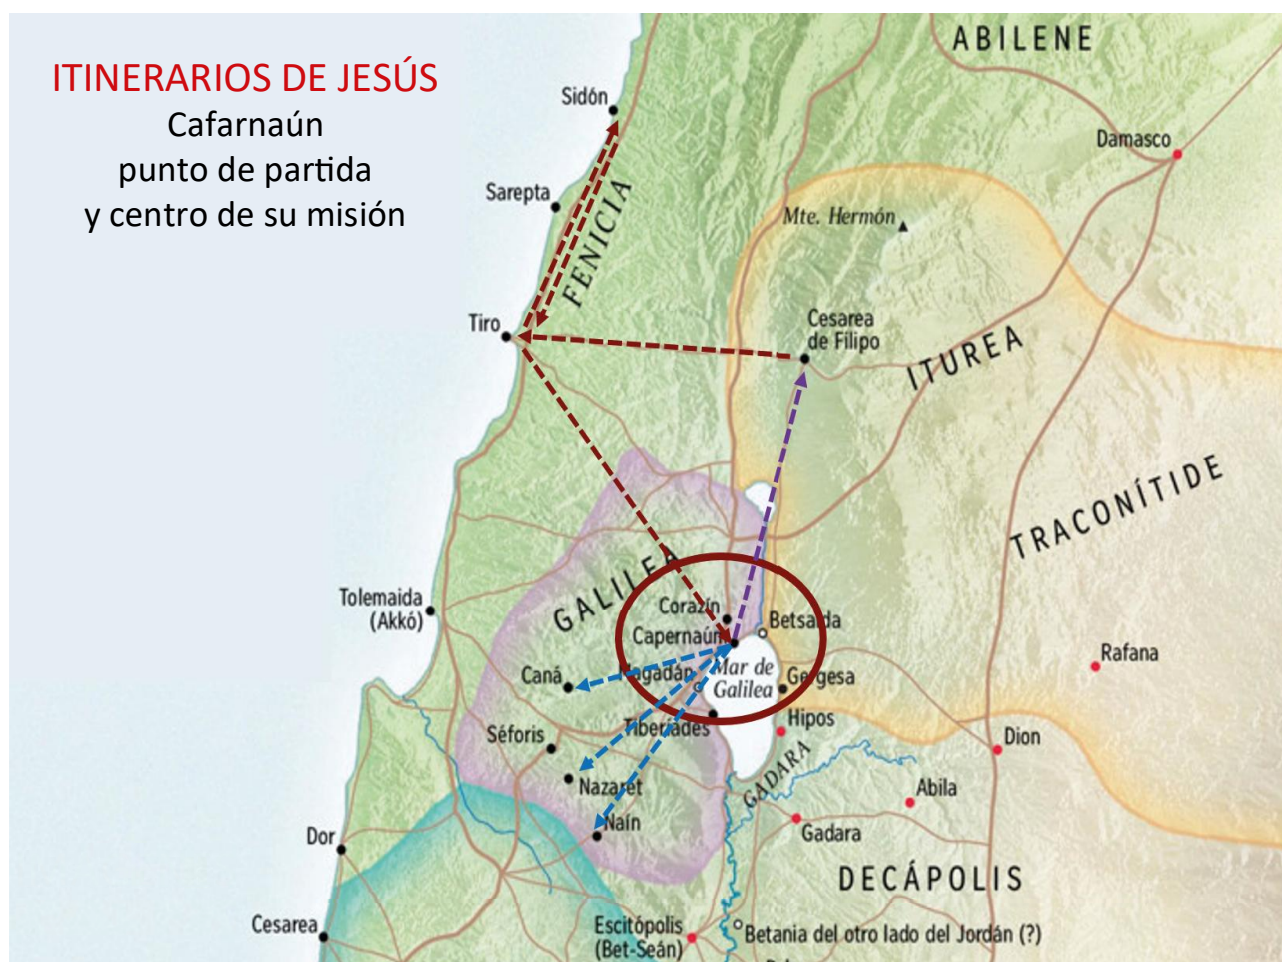 ITINERARIOS DE JESÚS
Cafarnaún
punto de partida
y centro de su misión
ABILENE
Sidón
Damasco
Sarepta
FENICIA
Mte. Hermón
Tiro
Cesarea
de Filipo
ITUREA
TRACONÍTIDE
GALILEA
Tolemaida
(Akkó)
Corazín
Betsaida
Capernaúm
Rafana
Caná
Magadán
Mar de
Galilea
Gergesa
Tiberíades
Hipos
Séforis
Dion
GADARA
Nazaret
Abila
Naín
Gadara
Dor
DECÁPOLIS
Cesarea
Escitópolis
(Bet-Seán)
Betania del otro lado del Jordán (?)